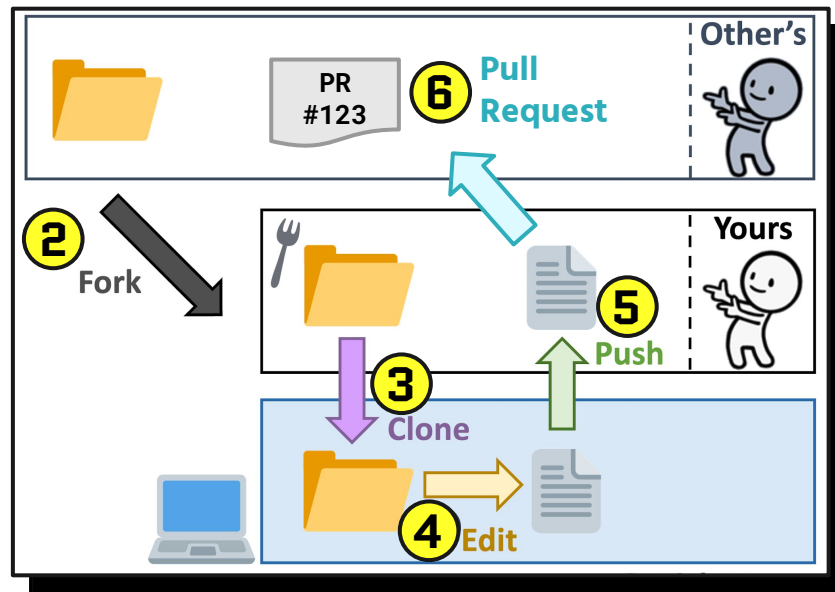 Other's
PR
#123
6
Pull
Request
2
Fork
Yours
5
Push
3
Clone
4
Edit